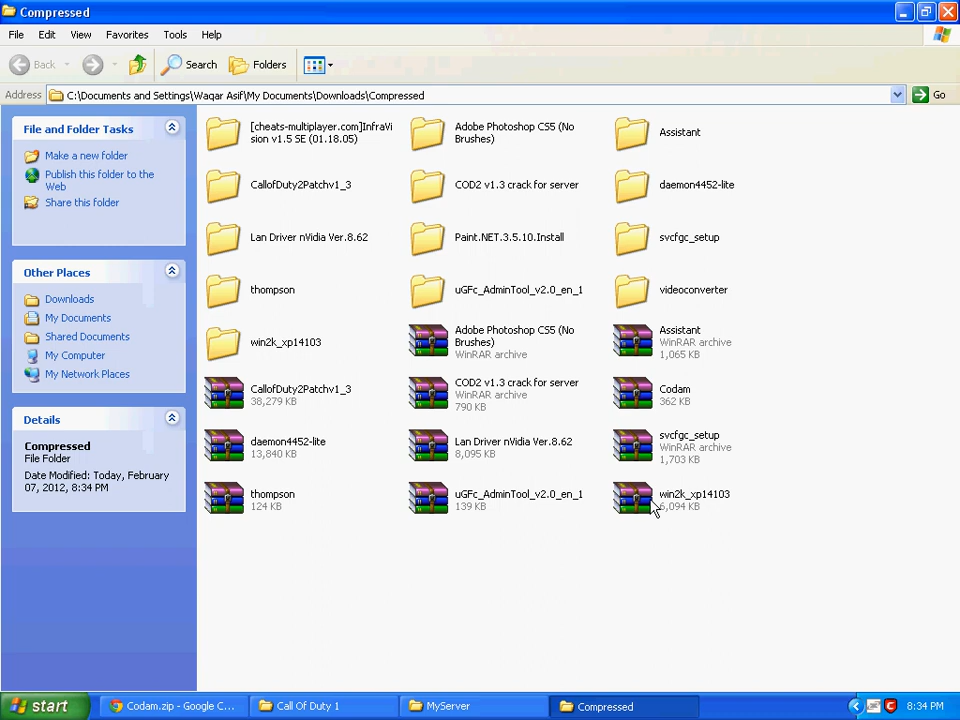 Compressed
File Edit View Favorites Tools Help
Back Search Folders
Address C:\Documents and Settings\Waqar Asif\My Documents\Downloads\Compressed Go
File and Folder Tasks
Make a new folder
Publish this folder to the
Web
Share this folder
Other Places
Downloads
My Documents
Shared Documents
My Computer
My Network Places
Details
Compressed
File Folder
Date Modified: Today, February
07, 2012, 8:34 PM
[cheats-multiplayer.com]InfraVi
sion v1.5 SE (01.18.05)
Adobe Photoshop CS5 (No
Brushes)
Assistant
CallofDuty2Patchv1_3
COD2 v1.3 crack for server
daemon4452-lite
Lan Driver nVidia Ver.8.62
Paint.NET.3.5.10.Install
svcfgc_setup
thompson
uGFc_AdminTool_v2.0_en_1
videoconverter
win2k_xp14103
Adobe Photoshop CS5 (No
Brushes)
WinRAR archive
Assistant
WinRAR archive
1,065 KB
CallofDuty2Patchv1_3
38,279 KB
COD2 v1.3 crack for server
WinRAR archive
790 KB
Codam
362 KB
daemon4452-lite
13,840 KB
Lan Driver nVidia Ver.8.62
8,095 KB
svcfgc_setup
WinRAR archive
1,703 KB
thompson
124 KB
uGFc_AdminTool_v2.0_en_1
139 KB
win2k_xp14103
6,094 KB
start Codam.zip - Google C... Call Of Duty 1 MyServer Compressed 8:34 PM